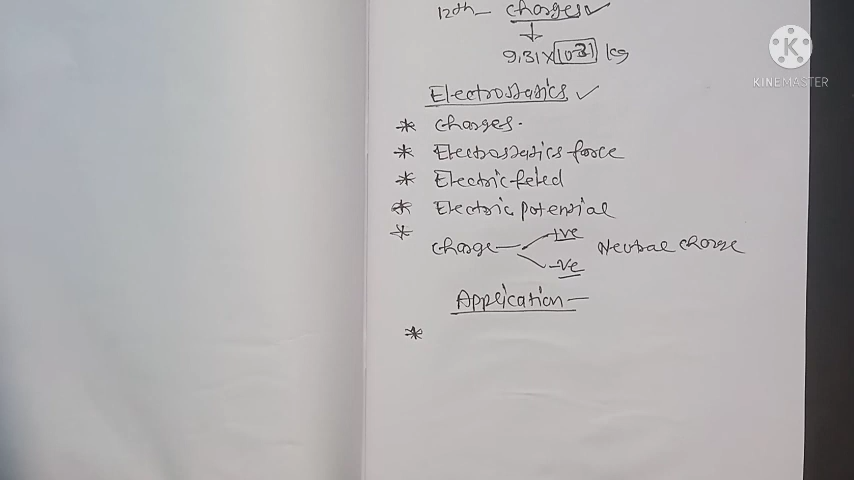 12th — charges ✓
9.31 × 10-31 kg
K
KINEMASTER
Electrostatics ✓
* charges.
* Electrostatics force
* Electric feild
* Electric potential
* charge — +ve Neutral charge
-ve
Application —
*